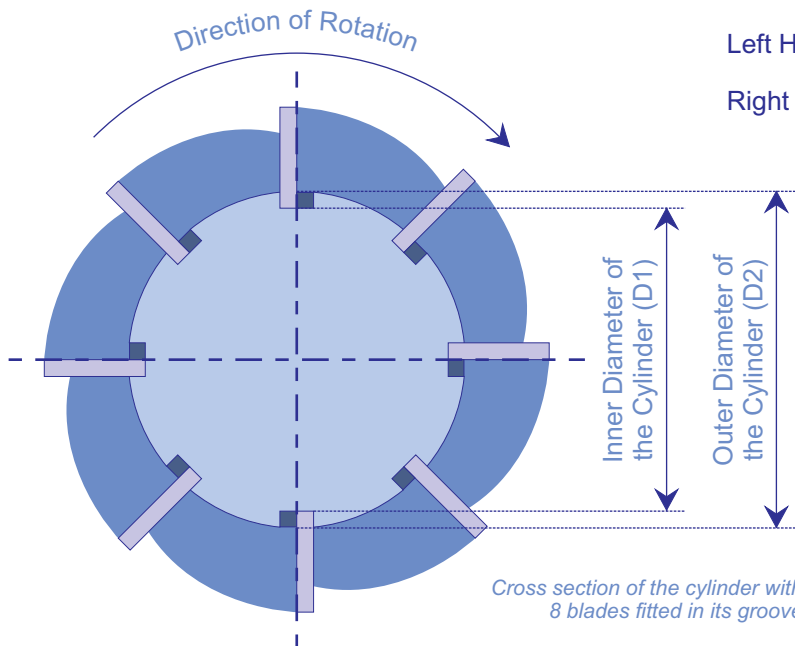 Direction of Rotation
Left H
Right
Inner Diameter of
the Cylinder (D1)
Outer Diameter of
the Cylinder (D2)
Cross section of the cylinder with
8 blades fitted in its groove